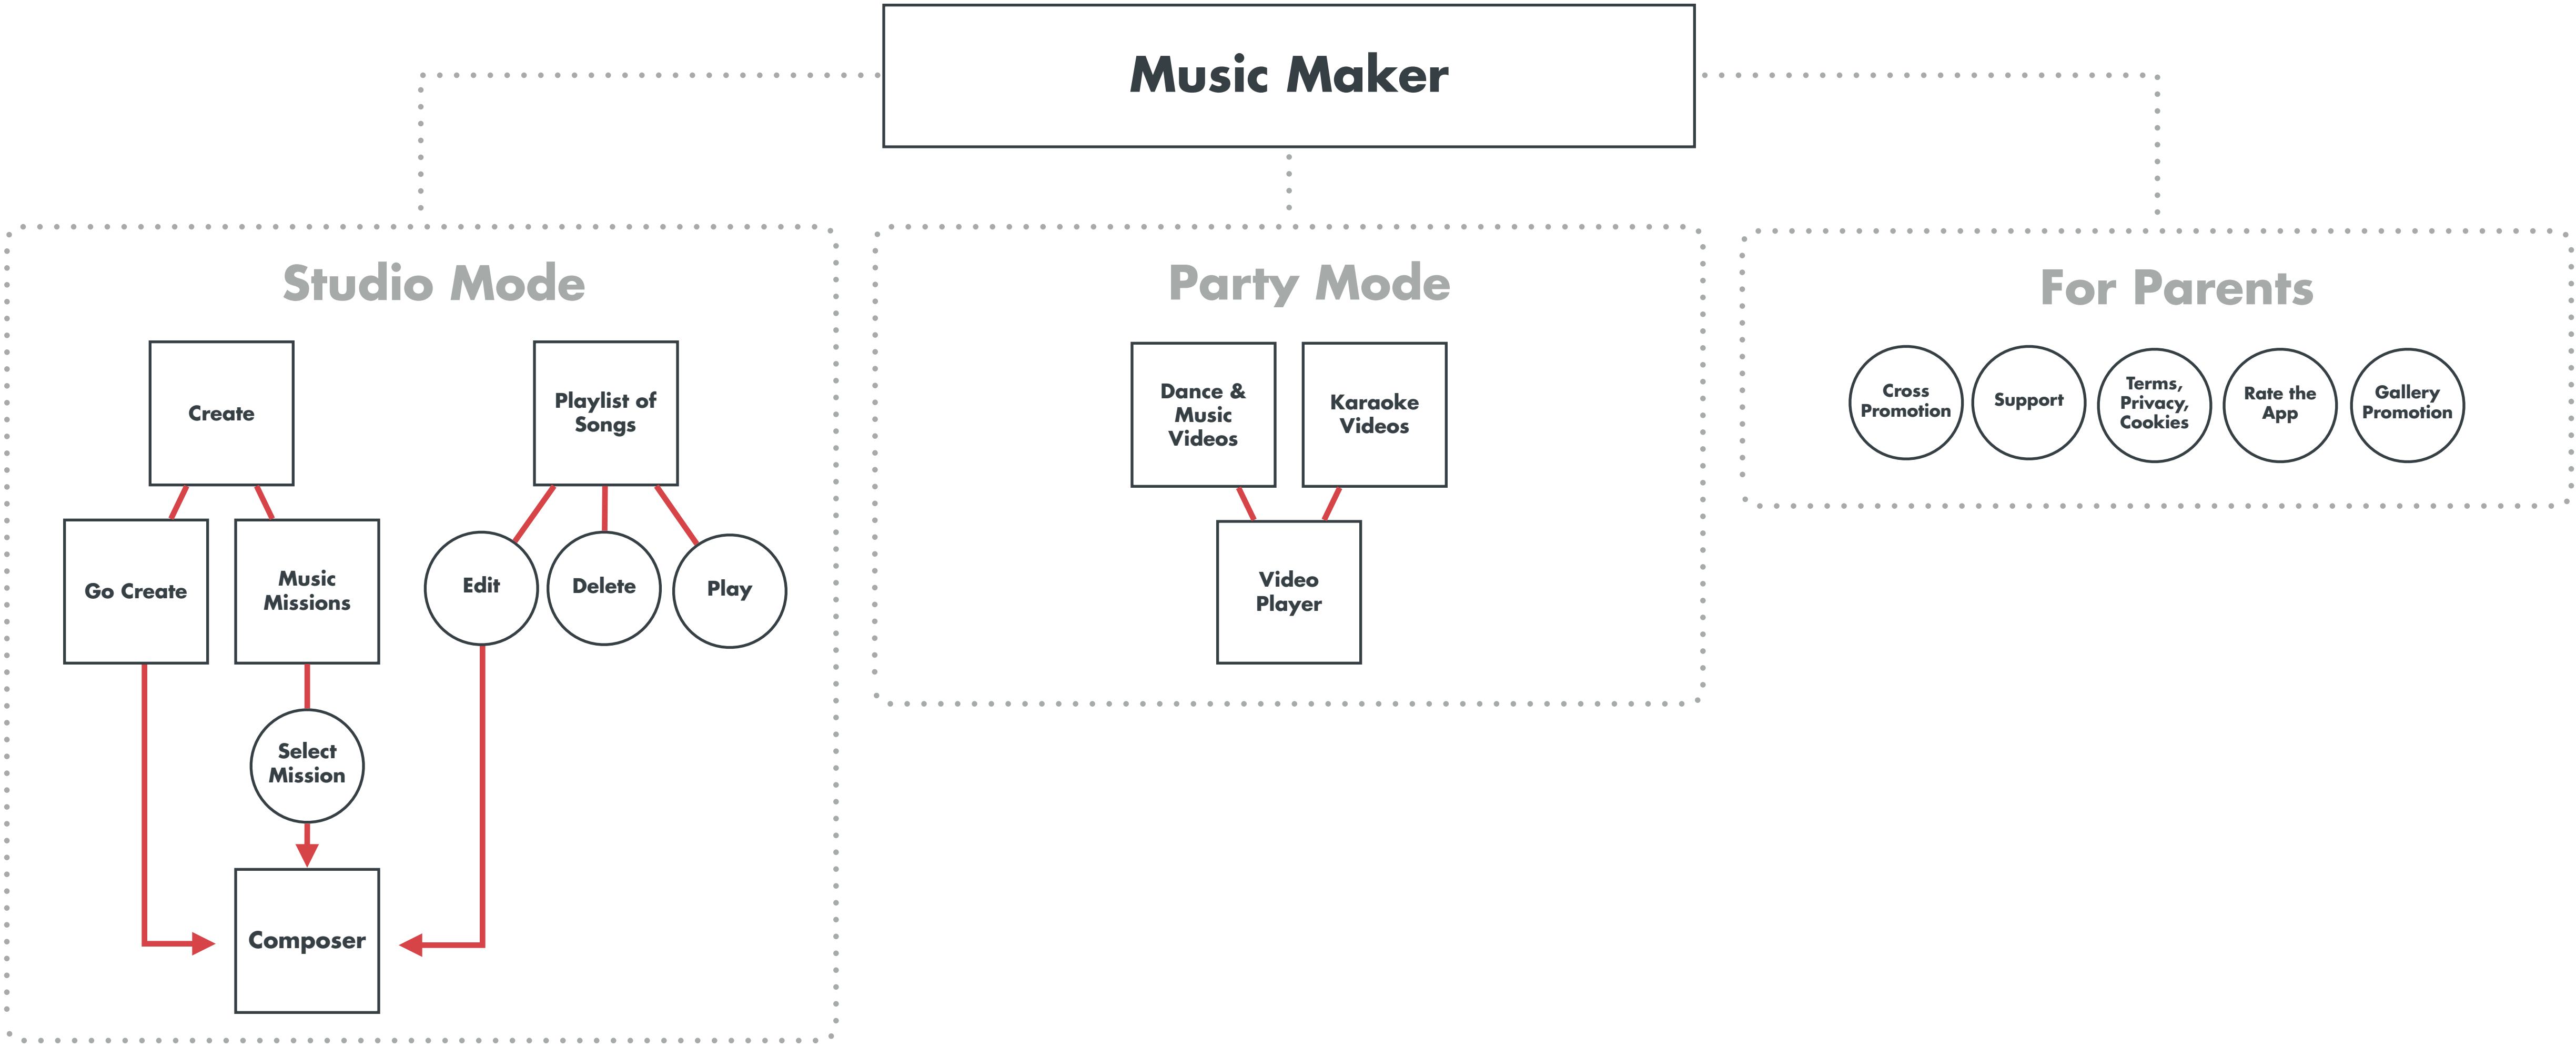 Music Maker
Studio Mode
Create
Playlist of
Songs
Go Create
Music
Missions
Edit
Delete
Play
Select
Mission
Composer
Party Mode
Dance &
Music
Videos
Karaoke
Videos
Video
Player
For Parents
Cross
Promotion
Support
Terms,
Privacy,
Cookies
Rate the
App
Gallery
Promotion